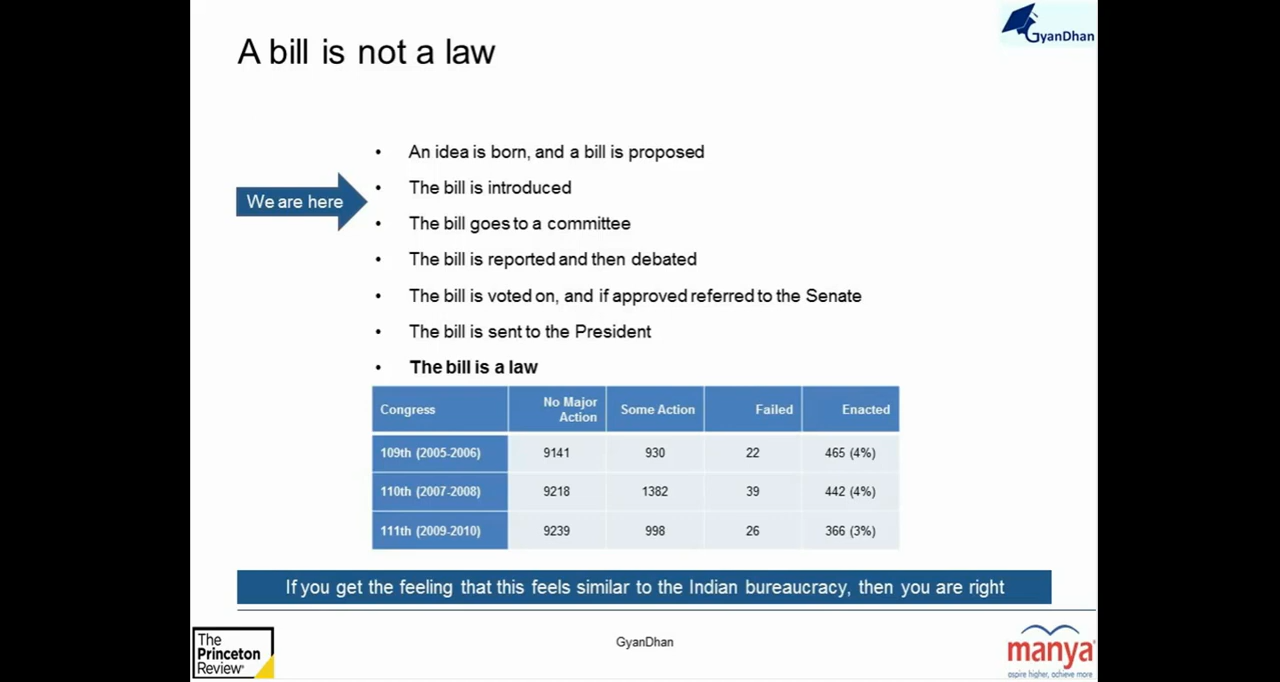 GyanDhan
A bill is not a law
• An idea is born, and a bill is proposed
We are here
• The bill is introduced
• The bill goes to a committee
• The bill is reported and then debated
• The bill is voted on, and if approved referred to the Senate
• The bill is sent to the President
• The bill is a law
Congress No Major Action Some Action Failed Enacted
109th (2005-2006) 9141 930 22 465 (4%)
110th (2007-2008) 9218 1382 39 442 (4%)
111th (2009-2010) 9239 998 26 366 (3%)
If you get the feeling that this feels similar to the Indian bureaucracy, then you are right
The
Princeton
Review
GyanDhan
manya
aspire higher, achieve more